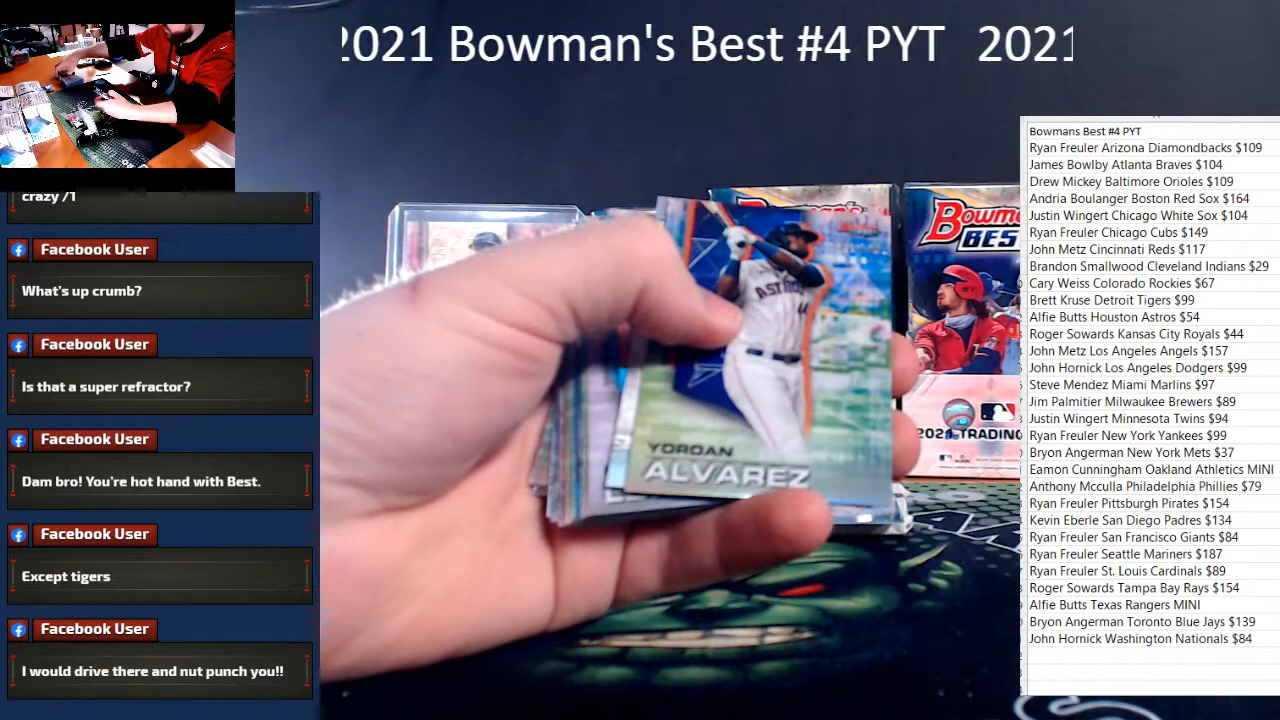 2021 Bowman's Best #4 PYT 2021
crazy /1
Facebook User
What's up crumb?
Facebook User
Is that a super refractor?
Facebook User
Dam bro! You're hot hand with Best.
Facebook User
Except tigers
Facebook User
I would drive there and nut punch you!!
Bowman's
Bowm
BEST
ASTROS
YORDAN
ALVAREZ
2021 TRADIN
Bowmans Best #4 PYT
Ryan Freuler Arizona Diamondbacks $109
James Bowlby Atlanta Braves $104
Drew Mickey Baltimore Orioles $109
Andria Boulanger Boston Red Sox $164
Justin Wingert Chicago White Sox $104
Ryan Freuler Chicago Cubs $149
John Metz Cincinnati Reds $117
Brandon Smallwood Cleveland Indians $29
Cary Weiss Colorado Rockies $67
Brett Kruse Detroit Tigers $99
Alfie Butts Houston Astros $54
Roger Sowards Kansas City Royals $44
John Metz Los Angeles Angels $157
John Hornick Los Angeles Dodgers $99
Steve Mendez Miami Marlins $97
Jim Palmitier Milwaukee Brewers $89
Justin Wingert Minnesota Twins $94
Ryan Freuler New York Yankees $99
Bryon Angerman New York Mets $37
Eamon Cunningham Oakland Athletics MINI
Anthony Mcculla Philadelphia Phillies $79
Ryan Freuler Pittsburgh Pirates $154
Kevin Eberle San Diego Padres $134
Ryan Freuler San Francisco Giants $84
Ryan Freuler Seattle Mariners $187
Ryan Freuler St. Louis Cardinals $89
Roger Sowards Tampa Bay Rays $154
Alfie Butts Texas Rangers MINI
Bryon Angerman Toronto Blue Jays $139
John Hornick Washington Nationals $84